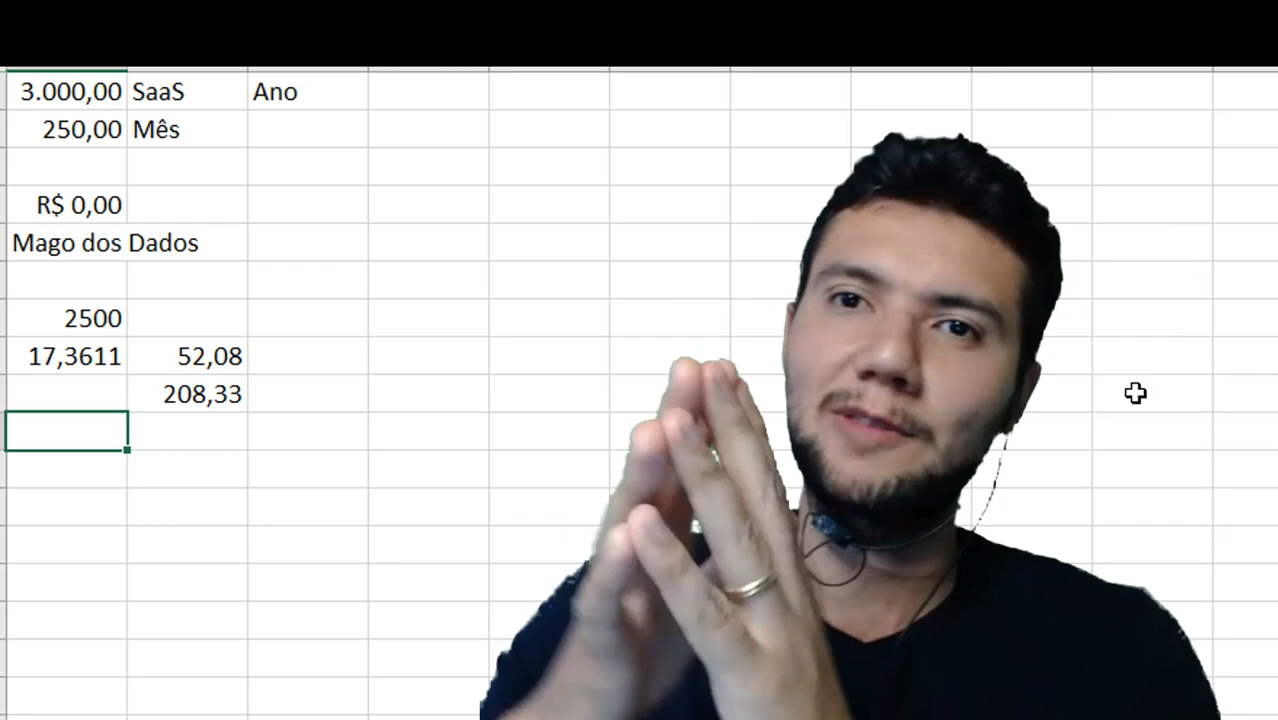 3.000,00 SaaS Ano
250,00 Mês
R$ 0,00
Mago dos Dados
2500
17,3611 52,08
208,33